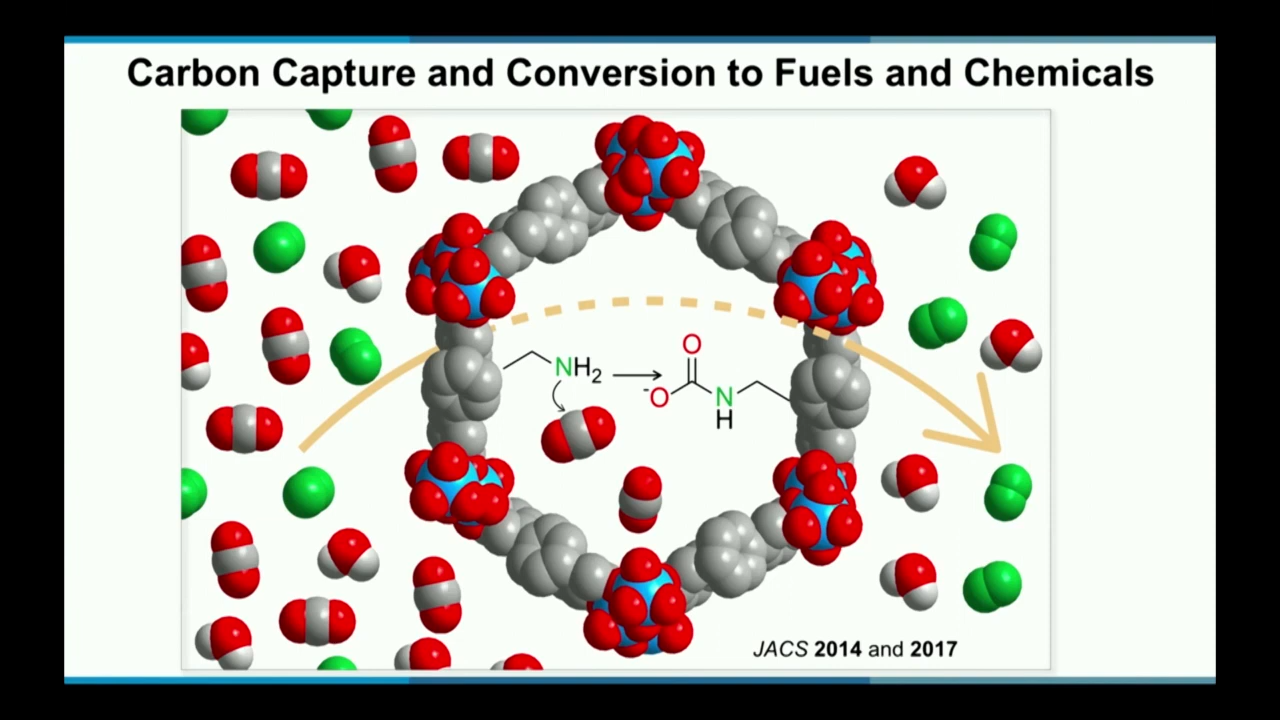 Carbon Capture and Conversion to Fuels and Chemicals
NH₂
O
⁻O
N
H
JACS 2014 and 2017